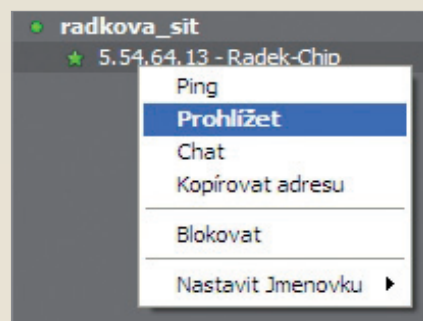 radkova_sit
5.54.64.13 - Radek-Chip
Ping
Prohlížet
Chat
Kopírovat adresu
Blokovat
Nastavit Jmenovku